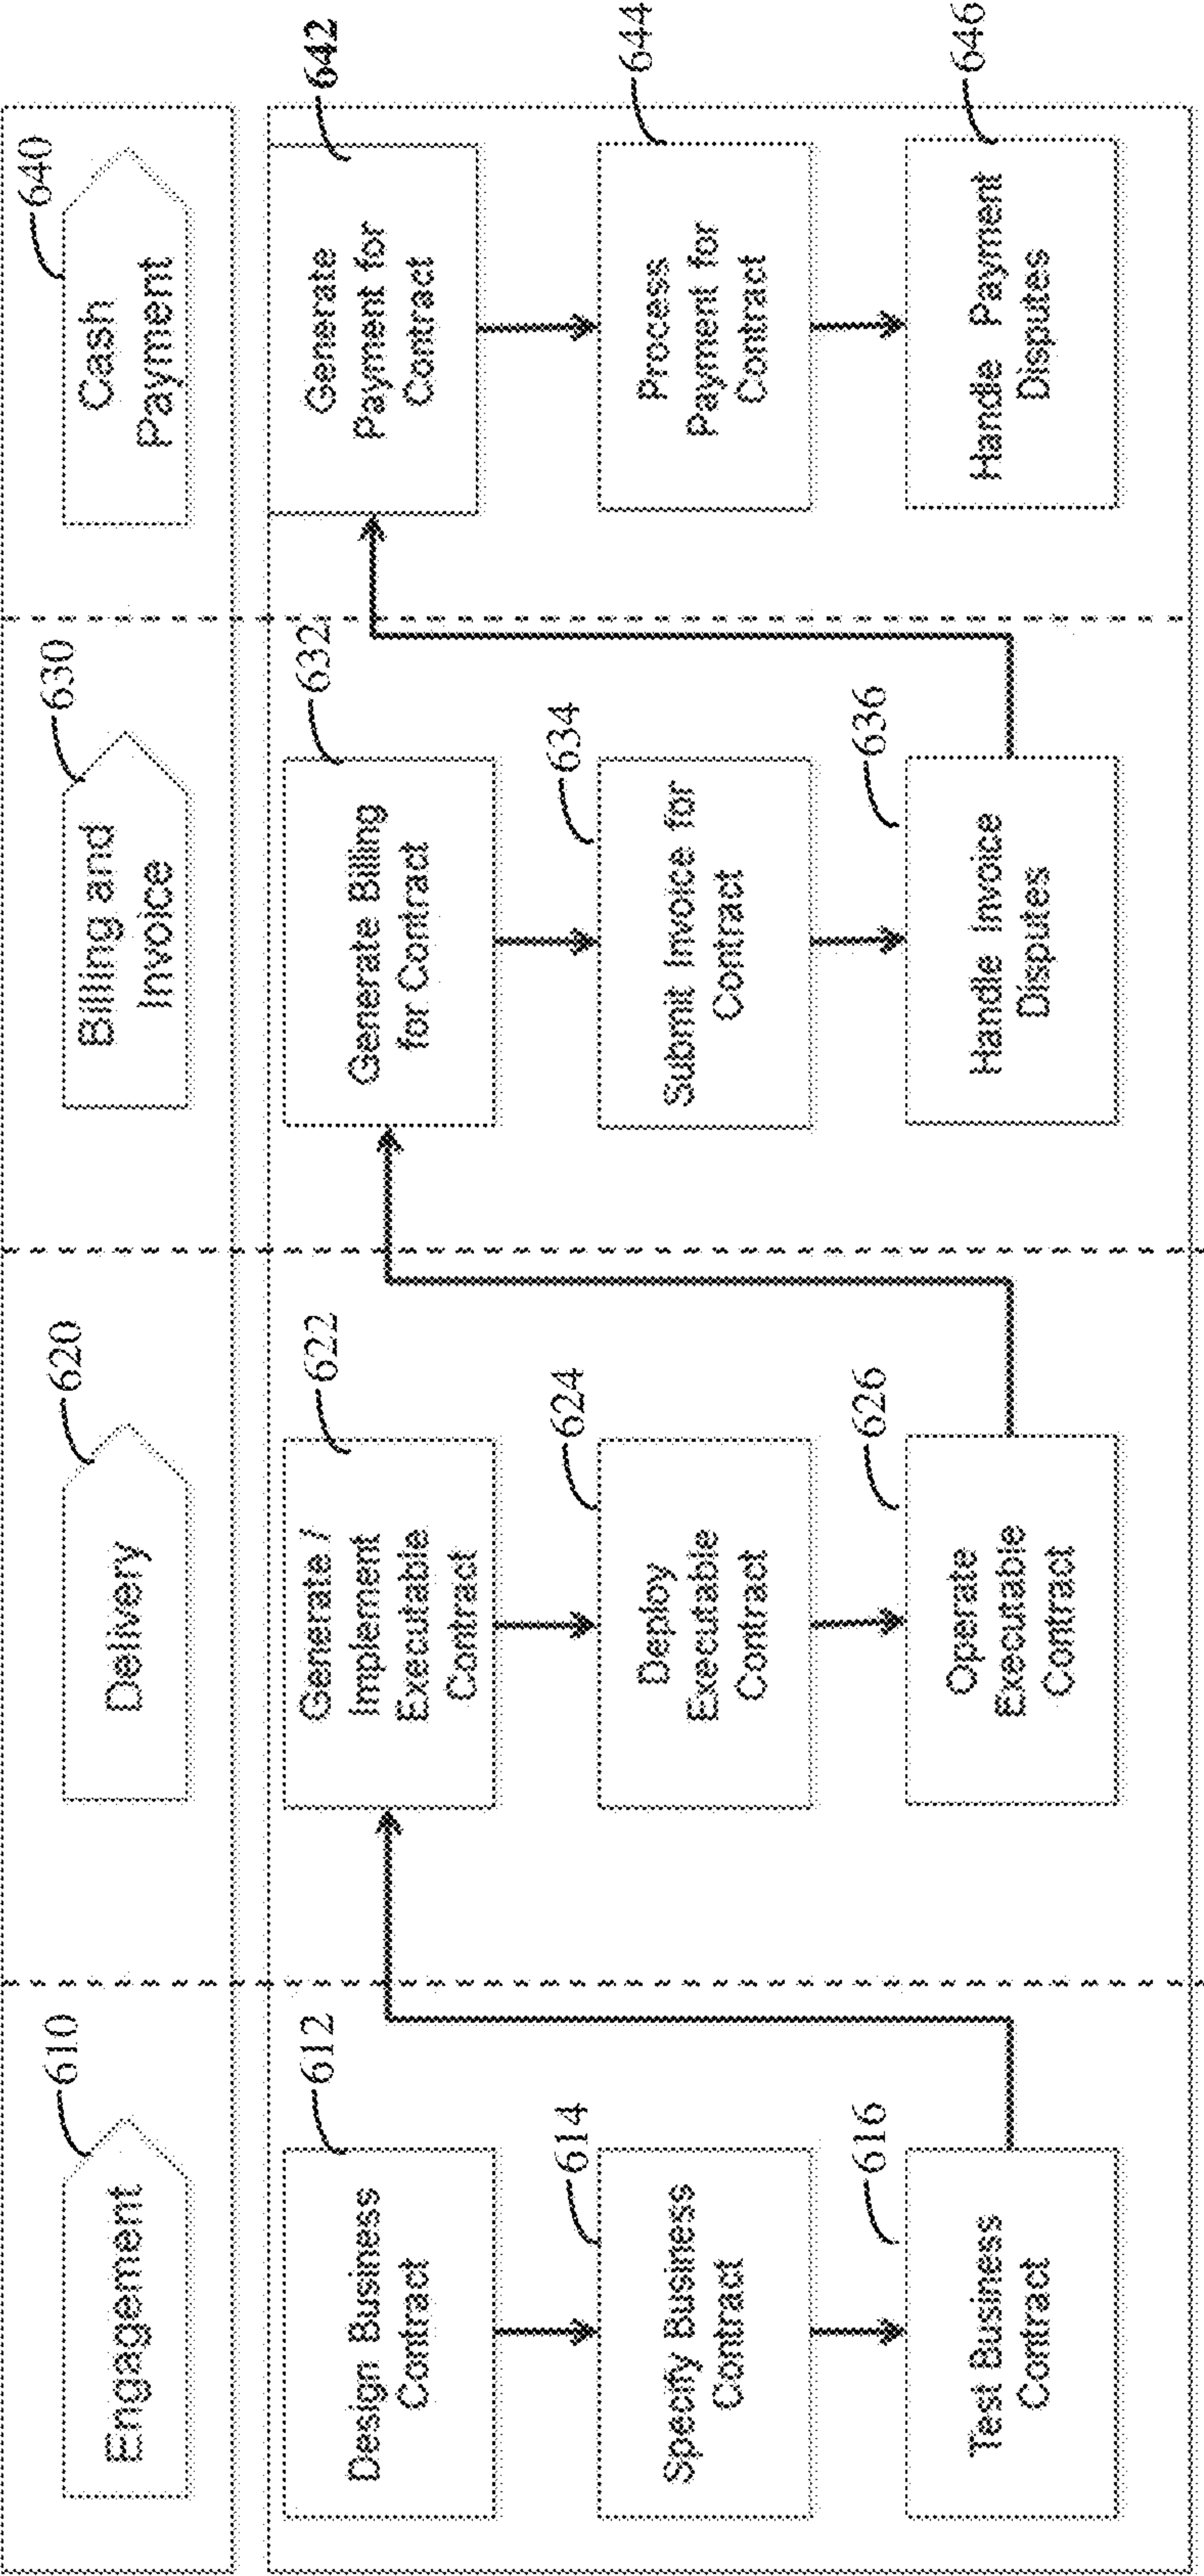 610
Engagement
620
Delivery
630
Billing and
Invoice
640
Cash
Payment
612
Design Business
Contract
614
Specify Business
Contract
616
Test Business
Contract
622
Generate /
Implement
Executable
Contract
624
Deploy
Executable
Contract
626
Operate
Executable
Contract
632
Generate Billing
for Contract
634
Submit Invoice for
Contract
636
Handle Invoice
Disputes
642
Generate
Payment for
Contract
644
Process
Payment for
Contract
646
Handle Payment
Disputes